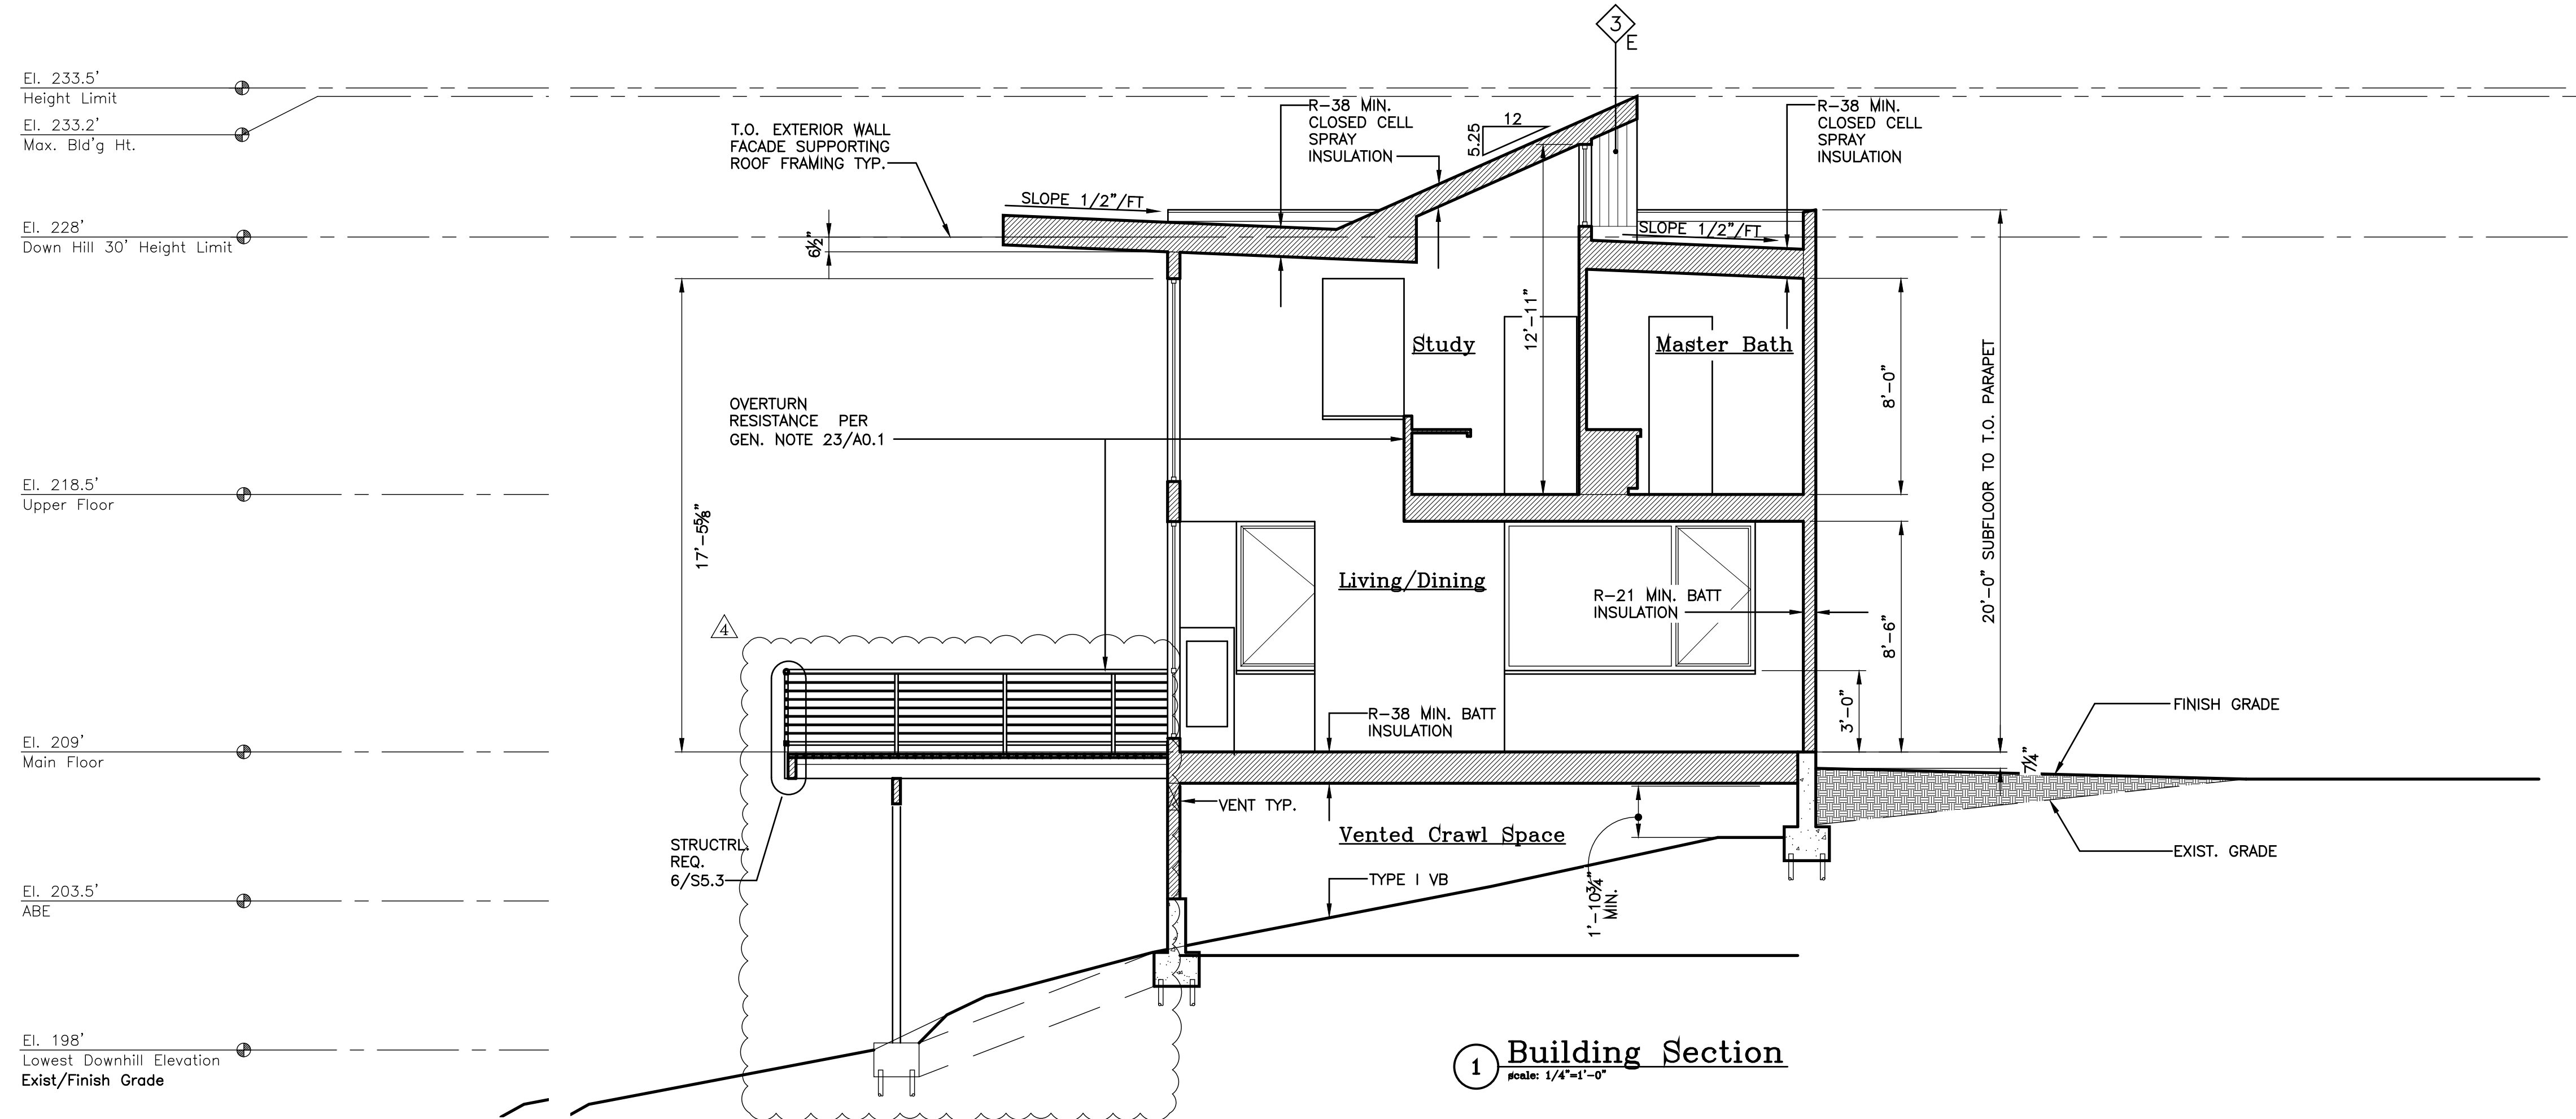 3
E
El. 233.5'
Height Limit
El. 233.2'
Max. Bld'g Ht.
T.O. EXTERIOR WALL
FACADE SUPPORTING
ROOF FRAMING TYP.
R-38 MIN.
CLOSED CELL
SPRAY
INSULATION
12
5.25
R-38 MIN.
CLOSED CELL
SPRAY
INSULATION
SLOPE 1/2"/FT
SLOPE 1/2"/FT
El. 228'
Down Hill 30' Height Limit
6½"
12'-11"
Study
Master Bath
8'-0"
20'-0" SUBFLOOR TO T.O. PARAPET
OVERTURN
RESISTANCE PER
GEN. NOTE 23/A0.1
El. 218.5'
Upper Floor
17'-5⅝"
Living/Dining
R-21 MIN. BATT
INSULATION
8'-6"
4
3'-0"
R-38 MIN. BATT
INSULATION
FINISH GRADE
El. 209'
Main Floor
7¼"
VENT TYP.
Vented Crawl Space
STRUCTRL.
REQ.
6/S5.3
EXIST. GRADE
TYPE I VB
1'-10¾"
MIN.
El. 203.5'
ABE
El. 198'
Lowest Downhill Elevation
Exist/Finish Grade
1
Building Section
scale: 1/4"=1'-0"